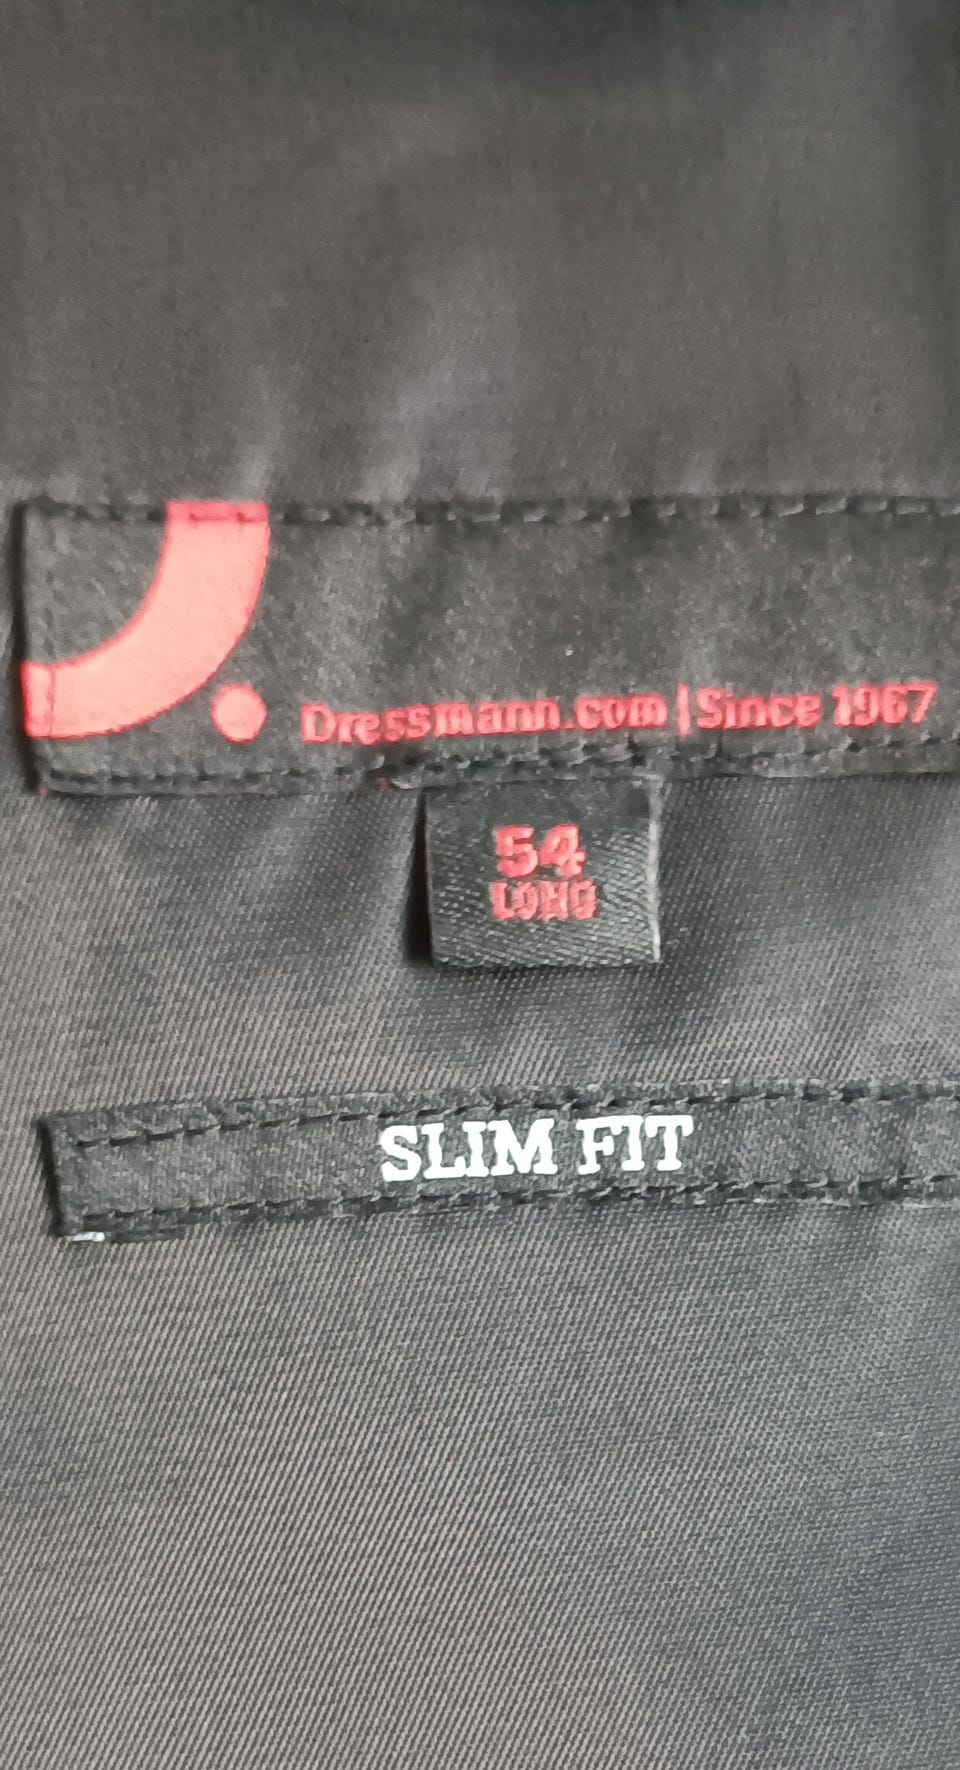 Dressmann.com | Since 1967
54
LONG
SLIM FIT